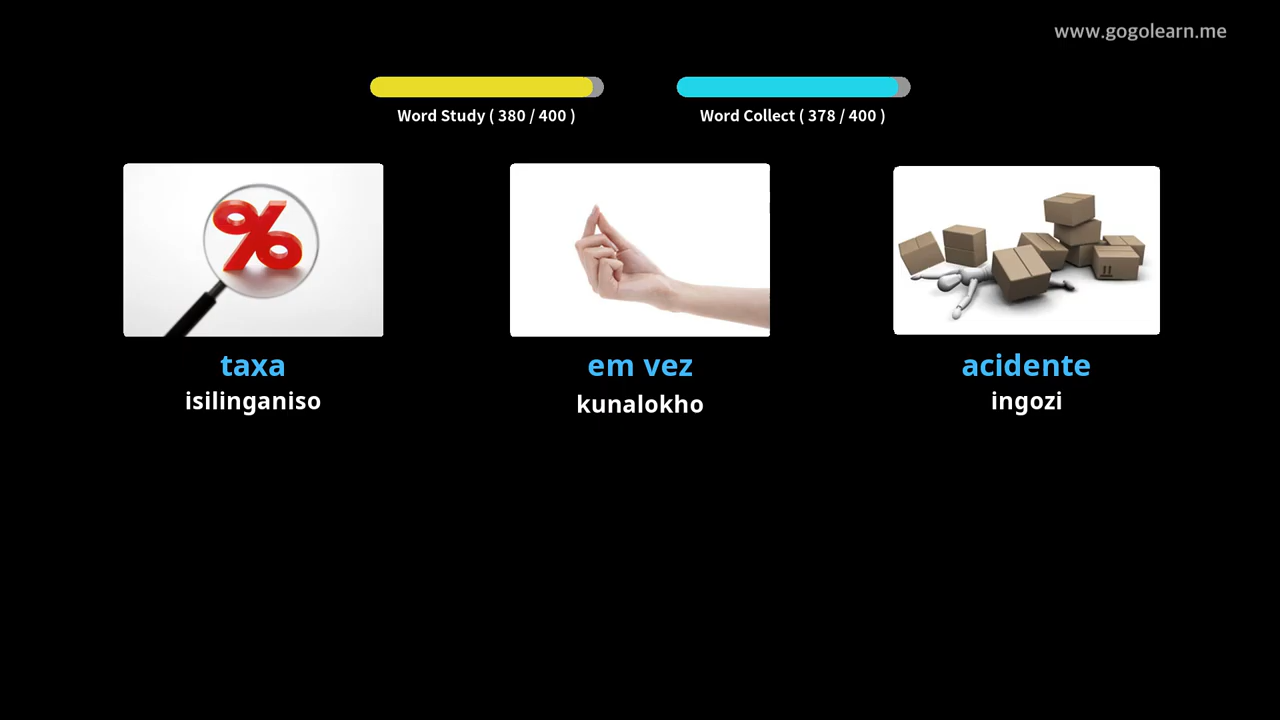 www.gogolearn.me
Word Study ( 380 / 400 )
Word Collect ( 378 / 400 )
%
taxa
em vez
acidente
isilinganiso
kunalokho
ingozi